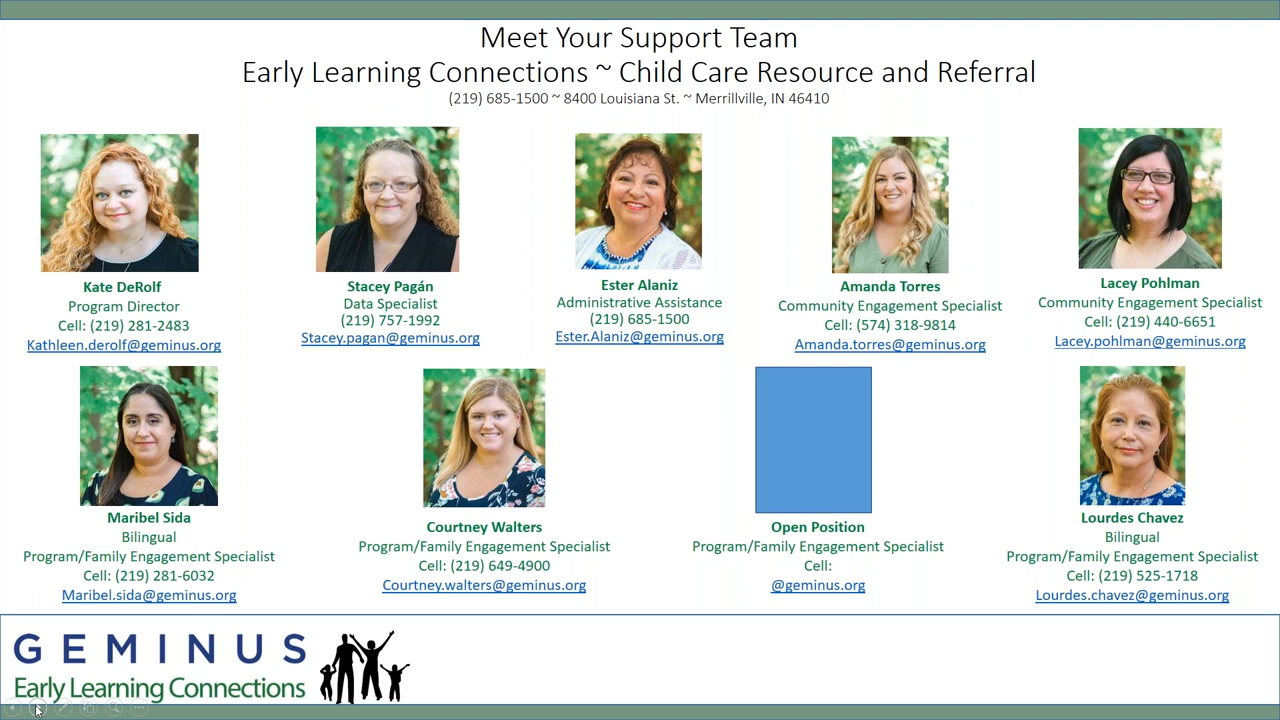 Meet Your Support Team
Early Learning Connections ~ Child Care Resource and Referral
(219) 685-1500 ~ 8400 Louisiana St. ~ Merrillville, IN 46410
Kate DeRolf
Program Director
Cell: (219) 281-2483
Kathleen.derolf@geminus.org
Stacey Pagán
Data Specialist
(219) 757-1992
Stacey.pagan@geminus.org
Ester Alaniz
Administrative Assistance
(219) 685-1500
Ester.Alaniz@geminus.org
Amanda Torres
Community Engagement Specialist
Cell: (574) 318-9814
Amanda.torres@geminus.org
Lacey Pohlman
Community Engagement Specialist
Cell: (219) 440-6651
Lacey.pohlman@geminus.org
Maribel Sida
Bilingual
Program/Family Engagement Specialist
Cell: (219) 281-6032
Maribel.sida@geminus.org
Courtney Walters
Program/Family Engagement Specialist
Cell: (219) 649-4900
Courtney.walters@geminus.org
Open Position
Program/Family Engagement Specialist
Cell:
@geminus.org
Lourdes Chavez
Bilingual
Program/Family Engagement Specialist
Cell: (219) 525-1718
Lourdes.chavez@geminus.org
GEMINUS
Early Learning Connections